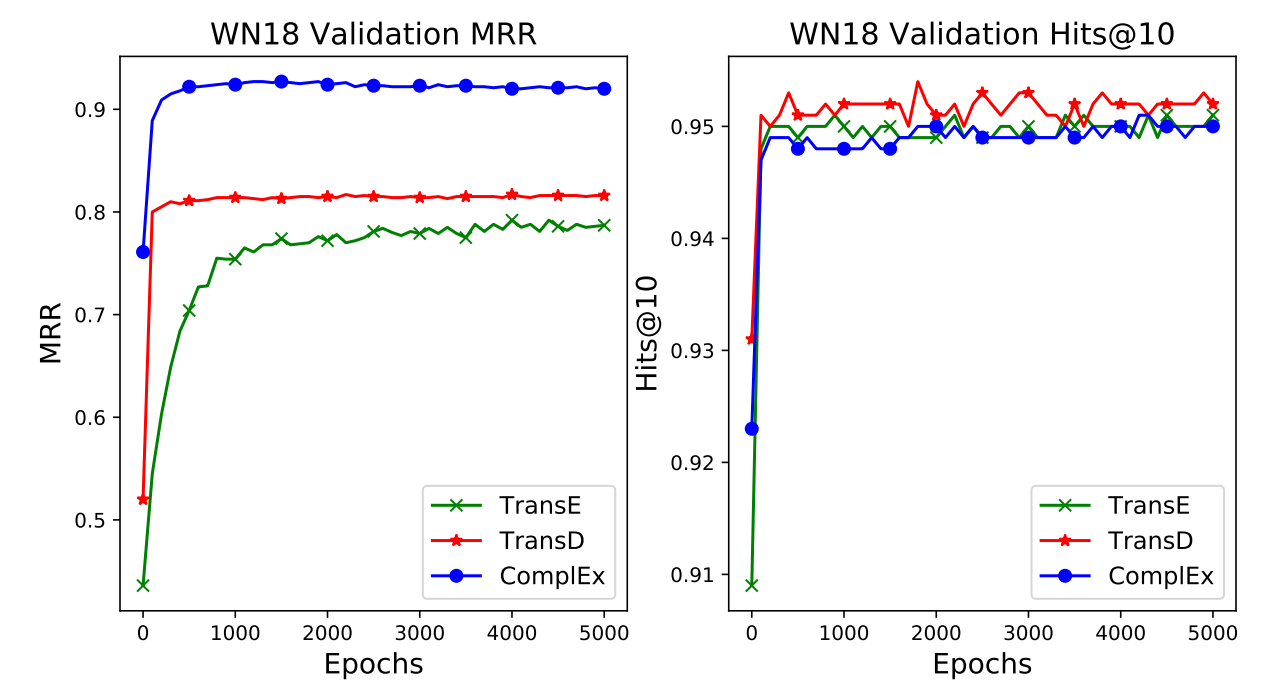 WN18 Validation MRR
MRR
0.9
0.8
0.7
0.6
0.5
0 1000 2000 3000 4000 5000
Epochs
TransE
TransD
ComplEx
WN18 Validation Hits@10
Hits@10
0.95
0.94
0.93
0.92
0.91
0 1000 2000 3000 4000 5000
Epochs
TransE
TransD
ComplEx